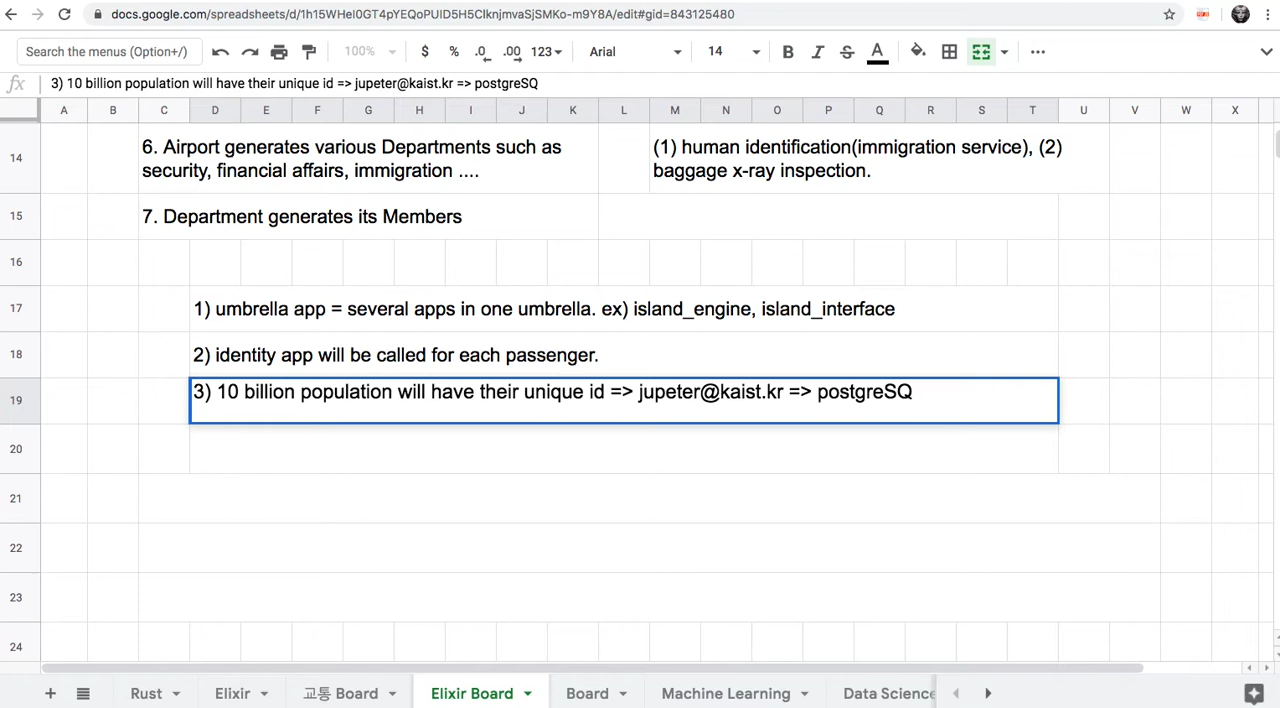 docs.google.com/spreadsheets/d/1h15WHeI0GT4pYEQoPUID5H5CIknjmvaSjSMKo-m9Y8A/edit#gid=843125480
Search the menus (Option+/) 100% $ % .0 .00 123 Arial 14 B I S A
fx 3) 10 billion population will have their unique id => jupeter@kaist.kr => postgreSQ
A B C D E F G H I J K L M N O P Q R S T U V W X
14 6. Airport generates various Departments such as security, financial affairs, immigration .... (1) human identification(immigration service), (2) baggage x-ray inspection.
15 7. Department generates its Members
16
17 1) umbrella app = several apps in one umbrella. ex) island_engine, island_interface
18 2) identity app will be called for each passenger.
19 3) 10 billion population will have their unique id => jupeter@kaist.kr => postgreSQ
20
21
22
23
24
+ Rust Elixir 교통 Board Elixir Board Board Machine Learning Data Science